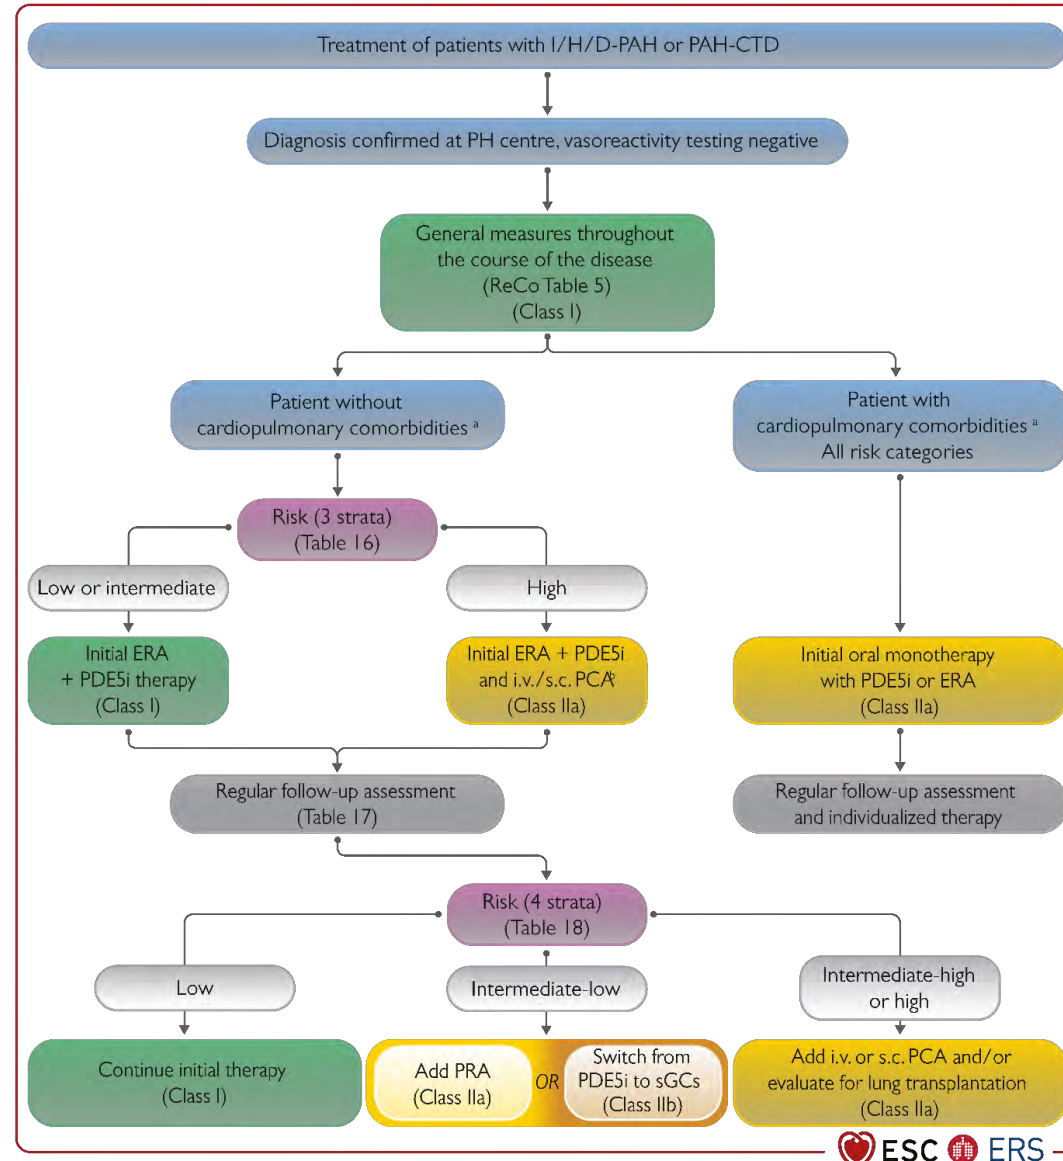 Treatment of patients with I/H/D-PAH or PAH-CTD
Diagnosis confirmed at PH centre, vasoreactivity testing negative
General measures throughout
the course of the disease
(ReCo Table 5)
(Class I)
Patient without
cardiopulmonary comorbidities a
Patient with
cardiopulmonary comorbidities a
All risk categories
Risk (3 strata)
(Table 16)
Low or intermediate
High
Initial ERA
+ PDE5i therapy
(Class I)
Initial ERA + PDE5i
and i.v./s.c. PCA b
(Class IIa)
Initial oral monotherapy
with PDE5i or ERA
(Class IIa)
Regular follow-up assessment
(Table 17)
Regular follow-up assessment
and individualized therapy
Risk (4 strata)
(Table 18)
Low
Intermediate-low
Intermediate-high
or high
Continue initial therapy
(Class I)
Add PRA
(Class IIa)
OR
Switch from
PDE5i to sGCs
(Class IIb)
Add i.v. or s.c. PCA and/or
evaluate for lung transplantation
(Class IIa)
ESC ERS